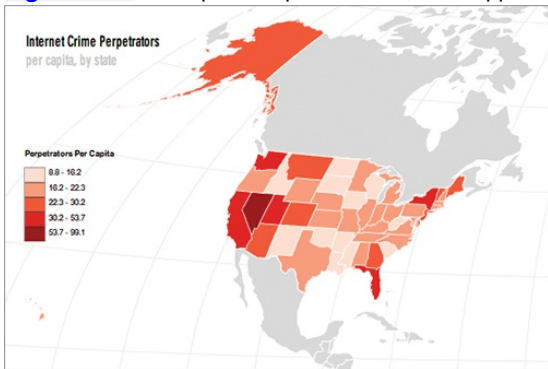 Internet Crime Perpetrators
per capita, by state
Perpetrators Per Capita
8.8 - 16.2
16.2 - 22.3
22.3 - 30.2
30.2 - 53.7
53.7 - 99.1